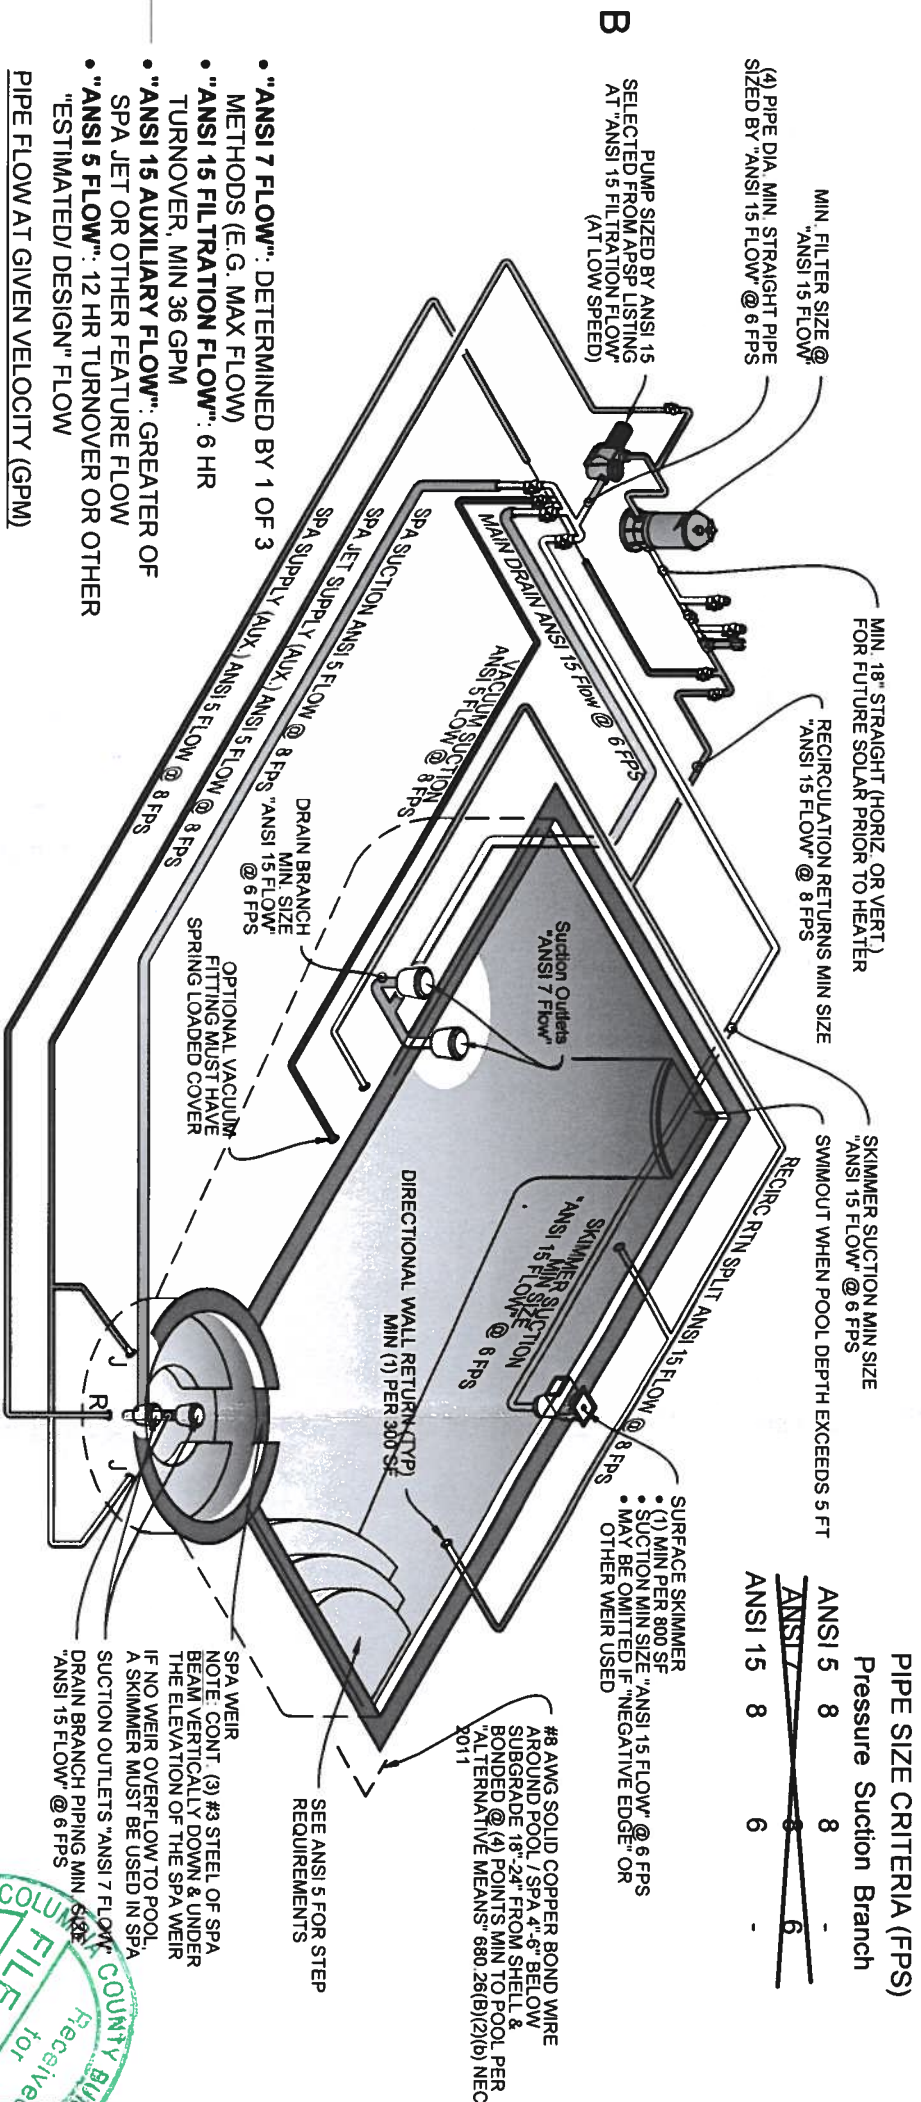 B
MIN. FILTER SIZE @
"ANSI 15 FLOW"
(4) PIPE DIA. MIN. STRAIGHT PIPE
SIZED BY "ANSI 15 FLOW" @ 6 FPS
PUMP SIZED BY ANSI 15
SELECTED FROM APSP LISTING
AT "ANSI 15 FILTRATION FLOW"
(AT LOW SPEED)
MIN. 18" STRAIGHT (HORIZ. OR VERT.)
FOR FUTURE SOLAR PRIOR TO HEATER
RECIRCULATION RETURNS MIN SIZE
"ANSI 15 FLOW" @ 8 FPS
SKIMMER SUCTION MIN SIZE
"ANSI 15 FLOW" @ 6 FPS
SWIMOUT WHEN POOL DEPTH EXCEEDS 5 FT
RECIRC RTN SPLIT ANSI 15 FLOW @ 8 FPS
PIPE SIZE CRITERIA (FPS)
Pressure Suction Branch
ANSI 5 8 8 -
ANSI 7 8 6
ANSI 15 8 6 -
SURFACE SKIMMER
• (1) MIN PER 800 SF
• SUCTION MIN SIZE "ANSI 15 FLOW" @ 6 FPS
• MAY BE OMITTED IF "NEGATIVE EDGE" OR
OTHER WEIR USED
#8 AWG SOLID COPPER BOND WIRE
AROUND POOL / SPA 4"-6" BELOW
SUBGRADE 18"-24" FROM SHELL &
BONDED @ (4) POINTS MIN TO POOL PER
"ALTERNATIVE MEANS" 680.26(B)(2)(b) NEC
2011
SEE ANSI 5 FOR STEP
REQUIREMENTS
MAIN DRAIN ANSI 15 Flow @ 6 FPS
VACUUM SUCTION
ANSI 5 FLOW @ 8 FPS
SPA SUCTION ANSI 5 FLOW @ 8 FPS
SPA JET SUPPLY (AUX.) ANSI 5 FLOW @ 8 FPS
SPA SUPPLY (AUX.) ANSI 5 FLOW @ 8 FPS
Suction Outlets
"ANSI 7 Flow"
DRAIN BRANCH
MIN. SIZE
"ANSI 15 FLOW"
@ 6 FPS
OPTIONAL VACUUM
FITTING MUST HAVE
SPRING LOADED COVER
SKIMMER SUCTION
MIN SIZE
"ANSI 15 FLOW" @ 6 FPS
DIRECTIONAL WALL RETURN (TYP)
MIN (1) PER 300 SF
J
R
J
SPA WEIR
NOTE: CONT. (3) #3 STEEL OF SPA
BEAM VERTICALLY DOWN & UNDER
THE ELEVATION OF THE SPA WEIR
IF NO WEIR OVERFLOW TO POOL,
A SKIMMER MUST BE USED IN SPA
SUCTION OUTLETS "ANSI 7 FLOW"
DRAIN BRANCH PIPING MIN SIZE
"ANSI 15 FLOW" @ 6 FPS
• "ANSI 7 FLOW": DETERMINED BY 1 OF 3
METHODS (E.G. MAX FLOW)
• "ANSI 15 FILTRATION FLOW": 6 HR
TURNOVER, MIN 36 GPM
• "ANSI 15 AUXILIARY FLOW": GREATER OF
SPA JET OR OTHER FEATURE FLOW
• "ANSI 5 FLOW": 12 HR TURNOVER OR OTHER
"ESTIMATED/ DESIGN" FLOW
PIPE FLOW AT GIVEN VELOCITY (GPM)
COLUMBIA COUNTY
Received
for
FILE